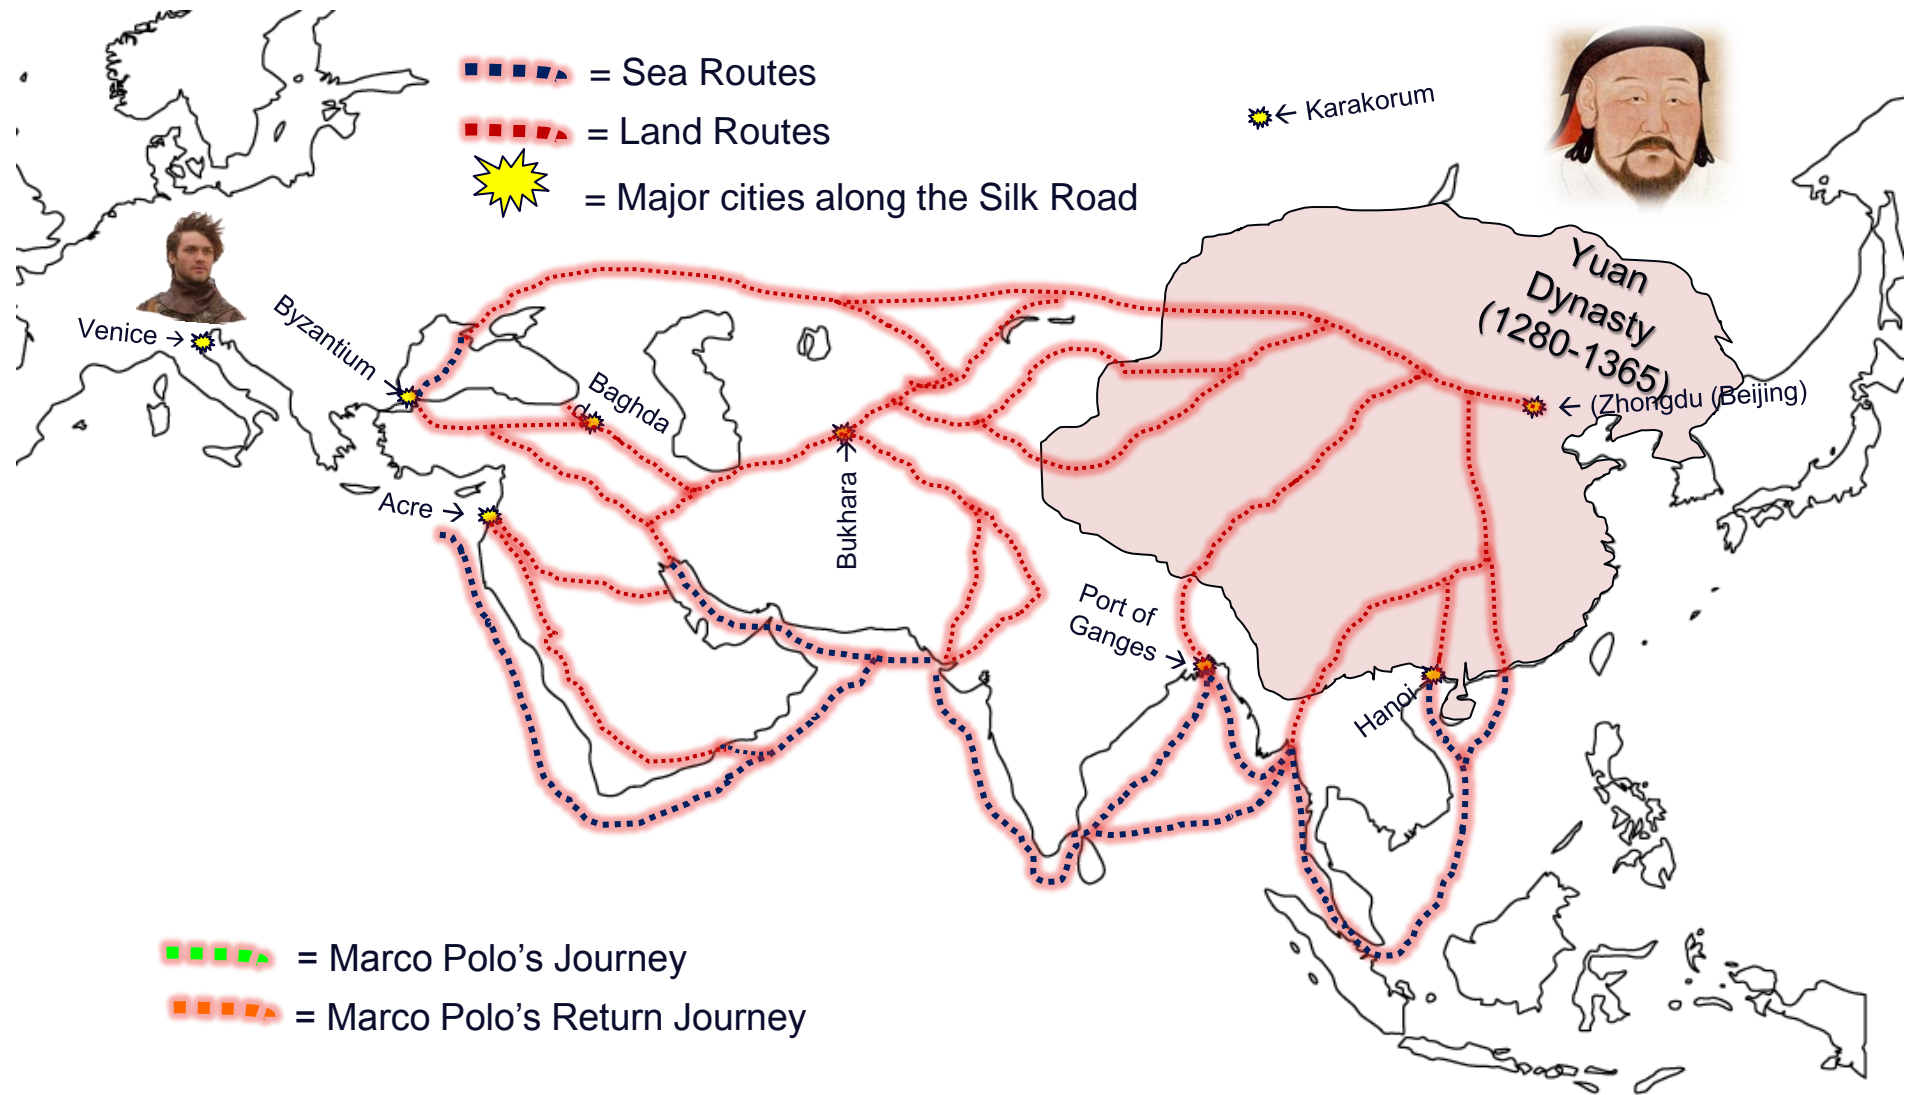 = Sea Routes
= Land Routes
= Major cities along the Silk Road
← Karakorum
Yuan
Dynasty
(1280-1365)
Venice →
Byzantium →
Baghda
d→
← (Zhongdu (Beijing)
Acre →
Bukhara →
Port of
Ganges →
Hanoi→
= Marco Polo’s Journey
= Marco Polo’s Return Journey